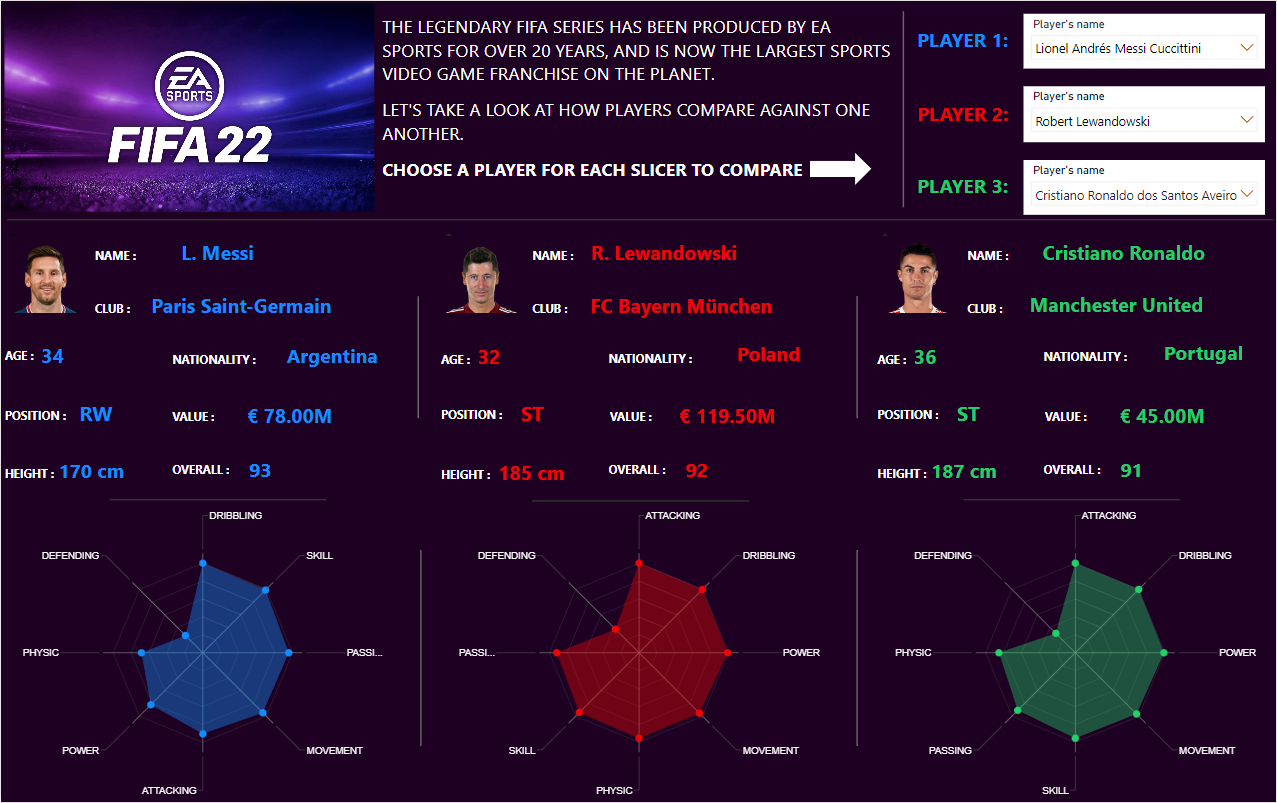 EA
SPORTS
FIFA 22
THE LEGENDARY FIFA SERIES HAS BEEN PRODUCED BY EA
SPORTS FOR OVER 20 YEARS, AND IS NOW THE LARGEST SPORTS
VIDEO GAME FRANCHISE ON THE PLANET.
LET'S TAKE A LOOK AT HOW PLAYERS COMPARE AGAINST ONE
ANOTHER.
CHOOSE A PLAYER FOR EACH SLICER TO COMPARE
PLAYER 1:
Player's name
Lionel Andrés Messi Cuccittini
PLAYER 2:
Player's name
Robert Lewandowski
PLAYER 3:
Player's name
Cristiano Ronaldo dos Santos Aveiro
NAME : L. Messi
CLUB : Paris Saint-Germain
AGE : 34 NATIONALITY : Argentina
POSITION : RW VALUE : € 78.00M
HEIGHT : 170 cm OVERALL : 93
DRIBBLING
DEFENDING SKILL
PHYSIC PASSI...
POWER MOVEMENT
ATTACKING
NAME : R. Lewandowski
CLUB : FC Bayern München
AGE : 32 NATIONALITY : Poland
POSITION : ST VALUE : € 119.50M
HEIGHT : 185 cm OVERALL : 92
ATTACKING
DEFENDING DRIBBLING
PASSI... POWER
SKILL MOVEMENT
PHYSIC
NAME : Cristiano Ronaldo
CLUB : Manchester United
AGE : 36 NATIONALITY : Portugal
POSITION : ST VALUE : € 45.00M
HEIGHT : 187 cm OVERALL : 91
ATTACKING
DEFENDING DRIBBLING
PHYSIC POWER
PASSING MOVEMENT
SKILL